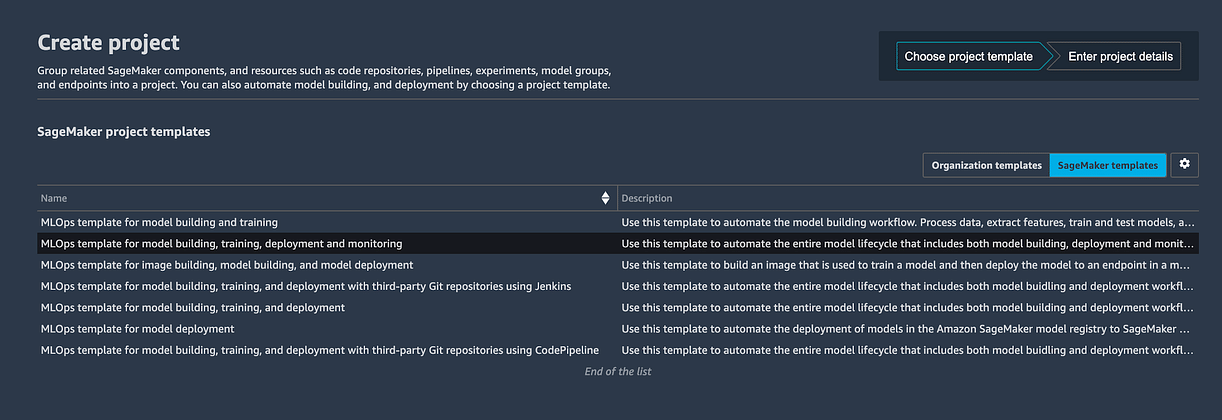 Create project
Group related SageMaker components, and resources such as code repositories, pipelines, experiments, model groups,
and endpoints into a project. You can also automate model building, and deployment by choosing a project template.
Choose project template
Enter project details
SageMaker project templates
Organization templates
SageMaker templates
Name
Description
MLOps template for model building and training
Use this template to automate the model building workflow. Process data, extract features, train and test models, a...
MLOps template for model building, training, deployment and monitoring
Use this template to automate the entire model lifecycle that includes both model building, deployment and monit...
MLOps template for image building, model building, and model deployment
Use this template to build an image that is used to train a model and then deploy the model to an endpoint in a m...
MLOps template for model building, training, and deployment with third-party Git repositories using Jenkins
Use this template to automate the entire model lifecycle that includes both model buidling and deployment workfl...
MLOps template for model building, training, and deployment
Use this template to automate the entire model lifecycle that includes both model building and deployment workfl...
MLOps template for model deployment
Use this template to automate the deployment of models in the Amazon SageMaker model registry to SageMaker ...
MLOps template for model building, training, and deployment with third-party Git repositories using CodePipeline
Use this template to automate the entire model lifecycle that includes both model buidling and deployment workfl...
End of the list